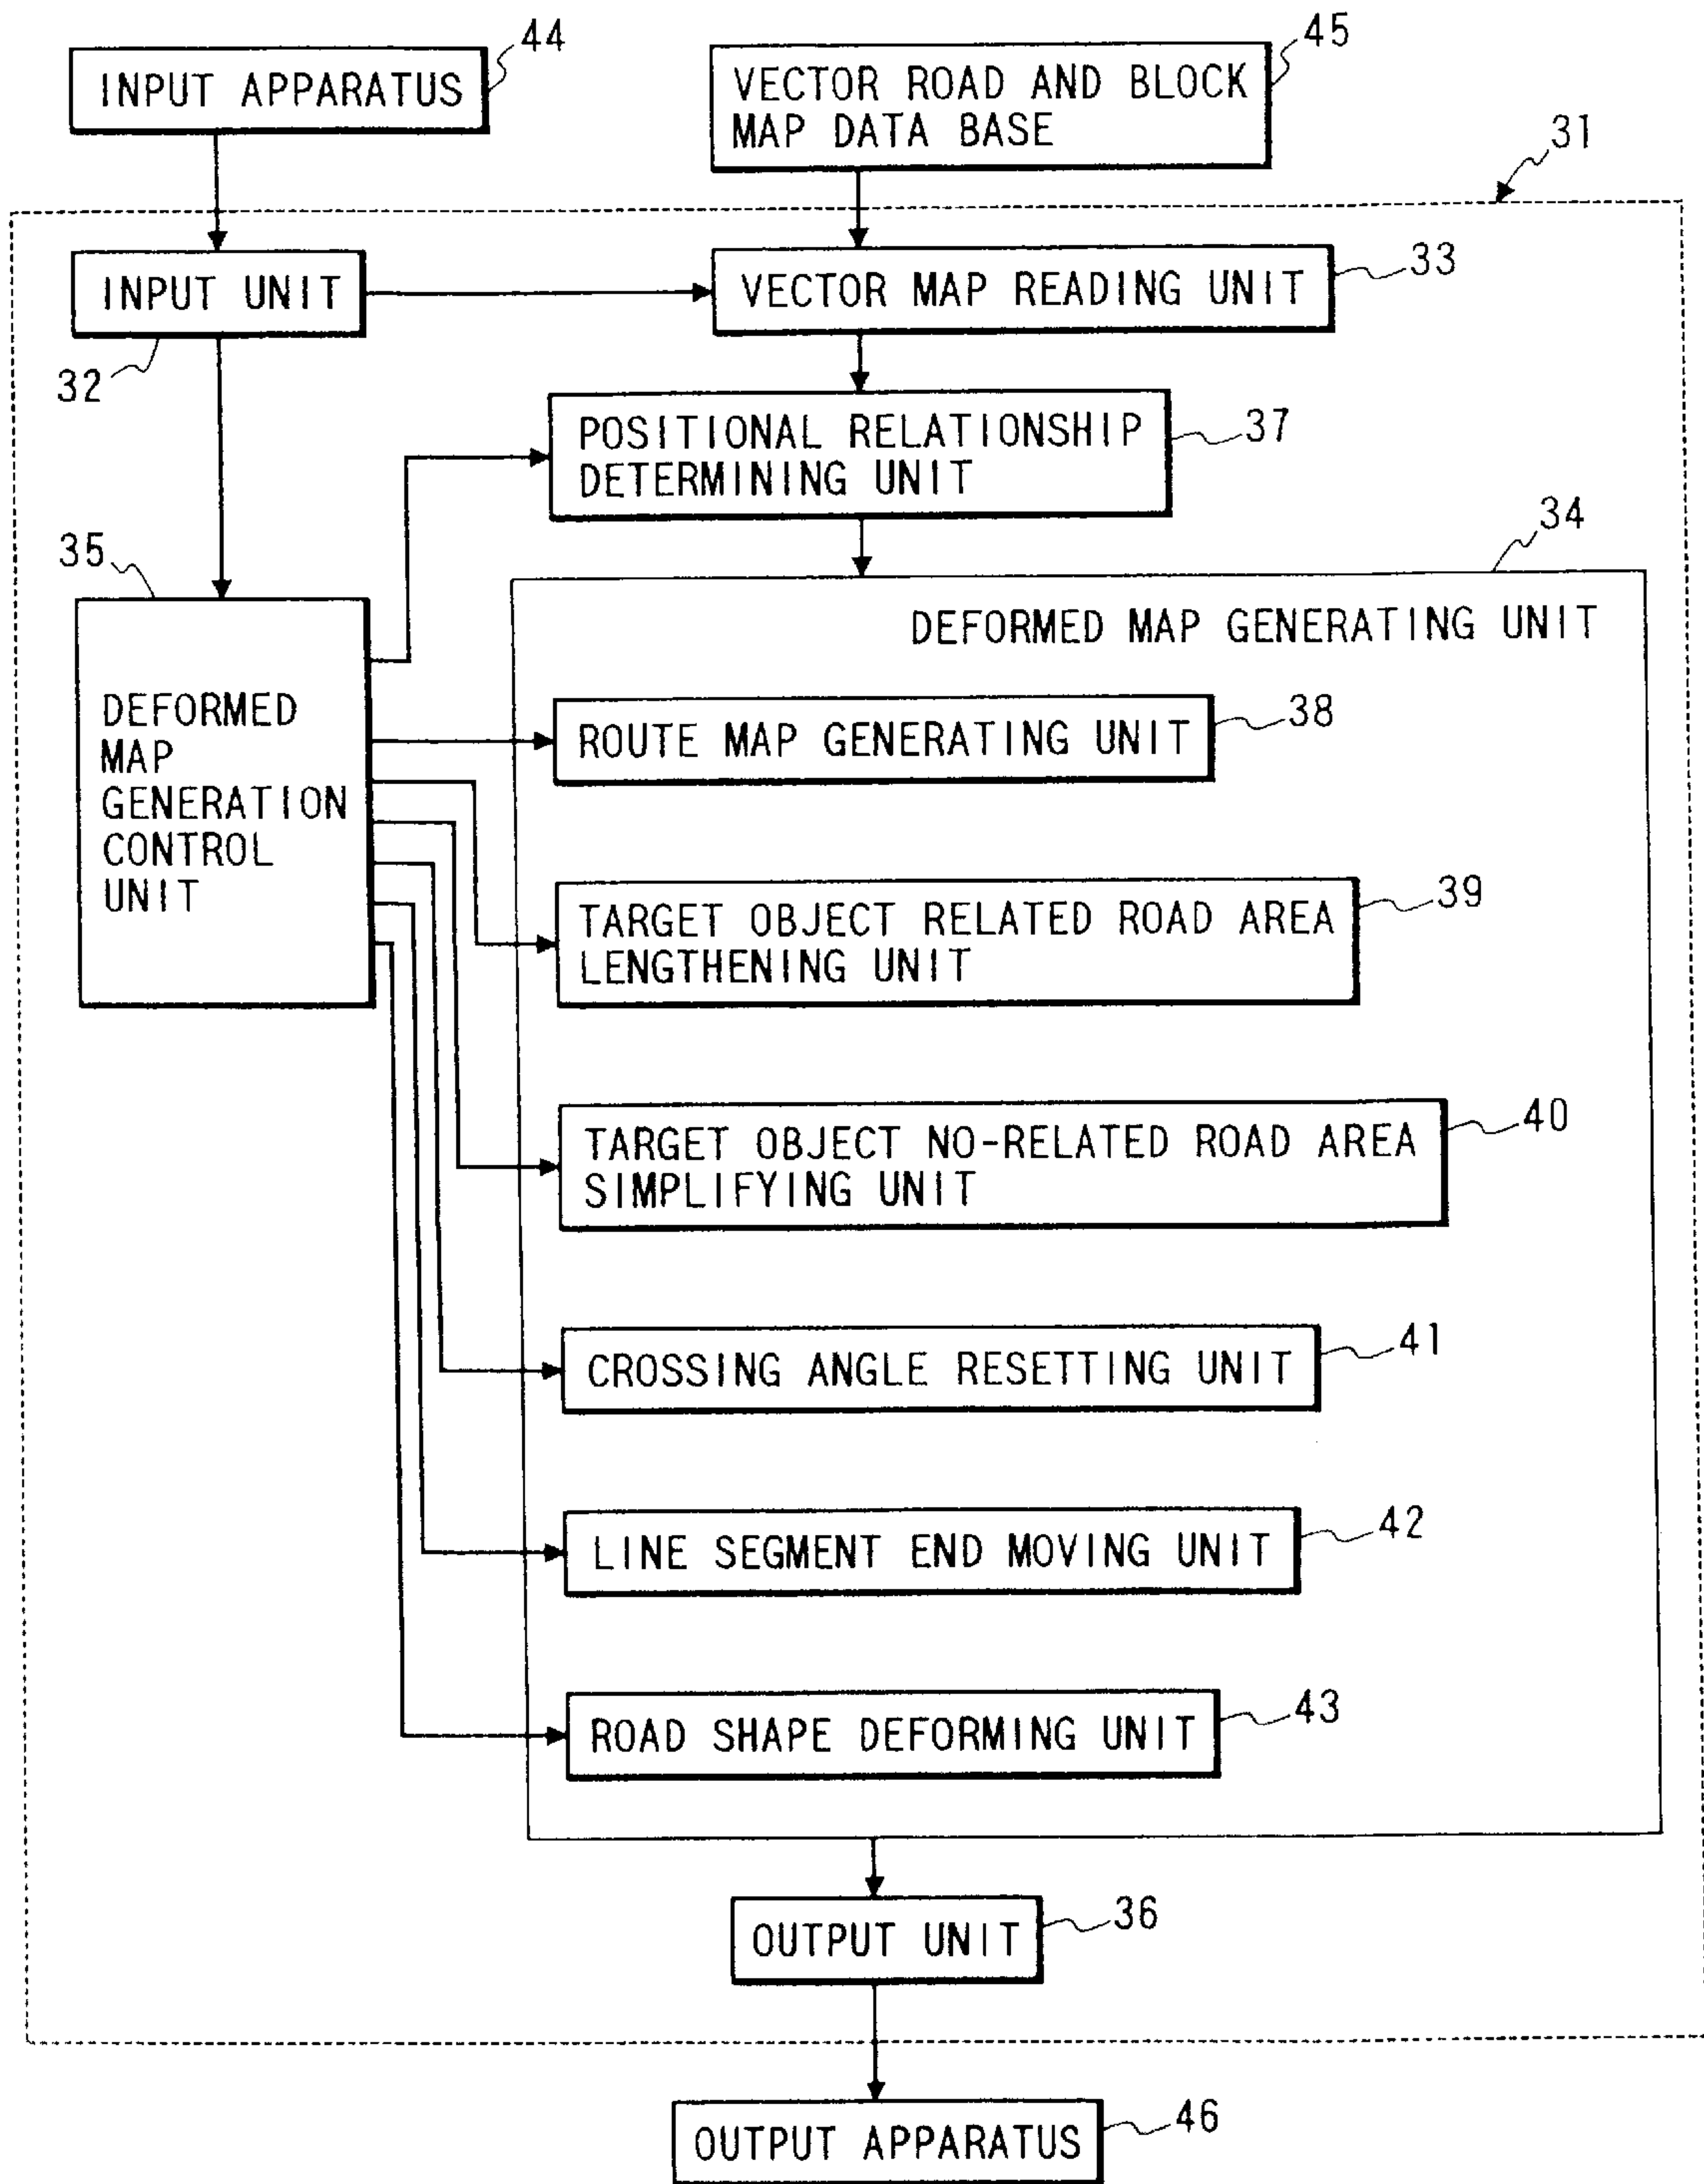 44
INPUT APPARATUS
45
VECTOR ROAD AND BLOCK
MAP DATA BASE
31
INPUT UNIT
32
VECTOR MAP READING UNIT
33
POSITIONAL RELATIONSHIP
DETERMINING UNIT
37
34
35
DEFORMED
MAP
GENERATION
CONTROL
UNIT
DEFORMED MAP GENERATING UNIT
ROUTE MAP GENERATING UNIT
38
TARGET OBJECT RELATED ROAD AREA
LENGTHENING UNIT
39
TARGET OBJECT NO-RELATED ROAD AREA
SIMPLIFYING UNIT
40
CROSSING ANGLE RESETTING UNIT
41
LINE SEGMENT END MOVING UNIT
42
ROAD SHAPE DEFORMING UNIT
43
OUTPUT UNIT
36
OUTPUT APPARATUS
46